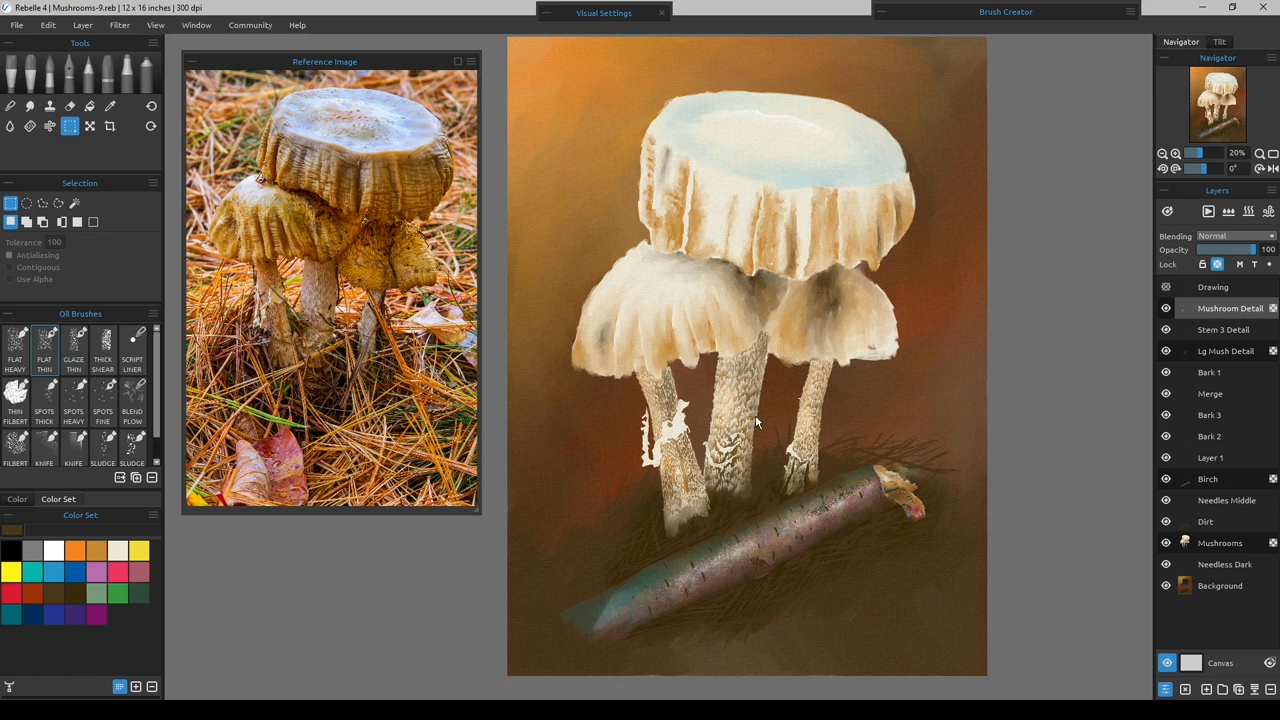 Rebelle 4 | Mushrooms-9.reb | 12 x 16 inches | 300 dpi
Visual Settings
Brush Creator
File Edit Layer Filter View Window Community Help
Tools
Selection
Tolerance 100
Antialiasing
Contiguous
Use Alpha
Oil Brushes
FLAT HEAVY
FLAT THIN
GLAZE THIN
THICK SMEAR
SCRIPT LINER
THIN FILBERT
SPOTS THICK
SPOTS HEAVY
SPOTS FINE
BLEND PLOW
FILBERT KNIFE KNIFE SLUDGE SLUDGE
Color Color Set
Color Set
Reference Image
Navigator Tilt
Navigator
20%
0°
Layers
Blending Normal
Opacity 100
Lock M T
Drawing
Mushroom Detail
Stem 3 Detail
Lg Mush Detail
Bark 1
Merge
Bark 3
Bark 2
Layer 1
Birch
Needles Middle
Dirt
Mushrooms
Needless Dark
Background
Canvas